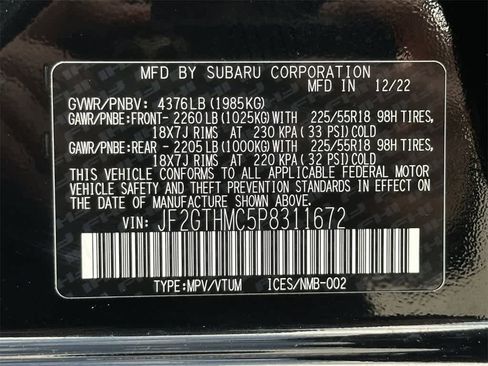 MFD BY SUBARU CORPORATION 12/22
GVWR/PNBV: 4376LB(1985KG)
GAWR/PNBE:FRONT-2260LB(1025KG)WITH 225/55R18 98H TIRES,
18X7J RIMS AT 230 KPA(33 PSI)COLD
GAWR/PNBE:REAR - 2205LB(1000KG)WITH 225/55R18 98H TIRES,
18X7J RIMS AT 220 KPA(32 PSI)COLD
THIS VEHICLE CONFORMS TO ALL APPLICABLE FEDERAL MOTOR
VEHICLE SAFETY AND THEFT PREVENTION STANDARDS
IN EFFECT ON THE DATE OF MANUFACTURE SHOWN ABOVE.
VIN: JF2GTHMC5P8311672
TYPE:MPV/VTUM ICES/NMB-002